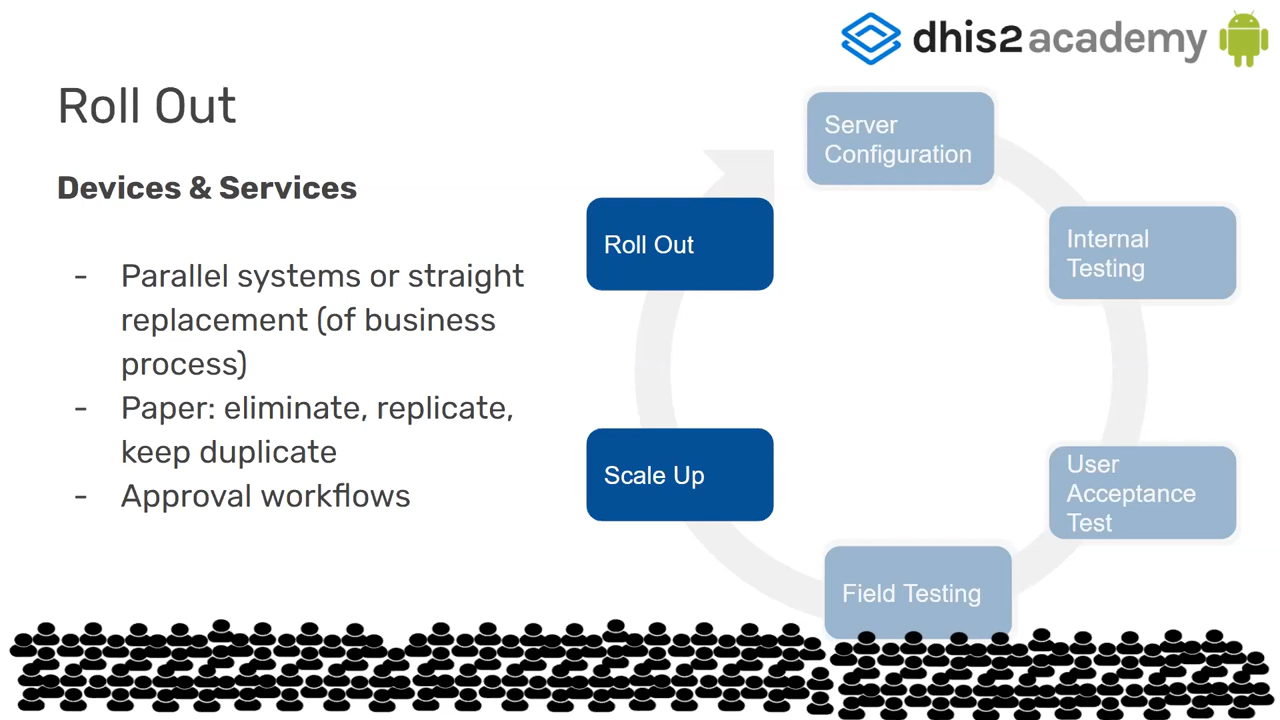 dhis2 academy
Roll Out
Devices & Services
- Parallel systems or straight
replacement (of business
process)
- Paper: eliminate, replicate,
keep duplicate
- Approval workflows
Server
Configuration
Internal
Testing
User
Acceptance
Test
Field Testing
Scale Up
Roll Out